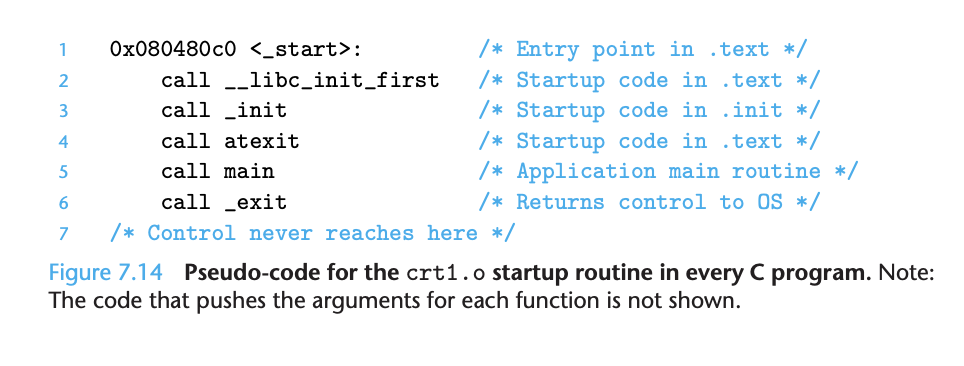 1 0x080480c0 <_start>: /* Entry point in .text */
2 call __libc_init_first /* Startup code in .text */
3 call _init /* Startup code in .init */
4 call atexit /* Startup code in .text */
5 call main /* Application main routine */
6 call _exit /* Returns control to OS */
7 /* Control never reaches here */
Figure 7.14 Pseudo-code for the crt1.o startup routine in every C program. Note:
The code that pushes the arguments for each function is not shown.